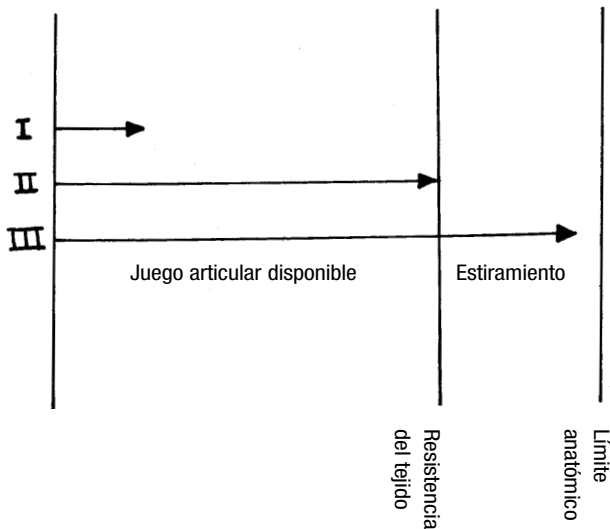 I
II
III
Juego articular disponible
Estiramiento
Resistencia
del tejido
Límite
anatómico